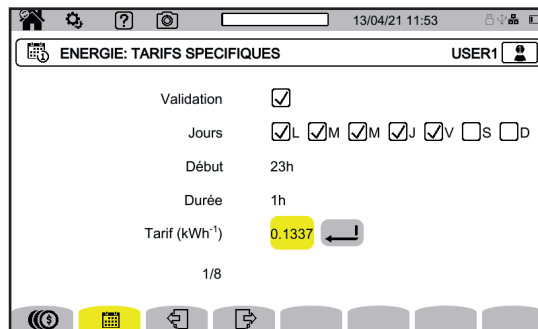 ? 13/04/21 11:53
1 ENERGIE: TARIFS SPECIFIQUES USER1
Validation
Jours L M M J V S D
Début 23h
Durée 1h
Tarif (kWh⁻¹) 0.1337
1/8
$